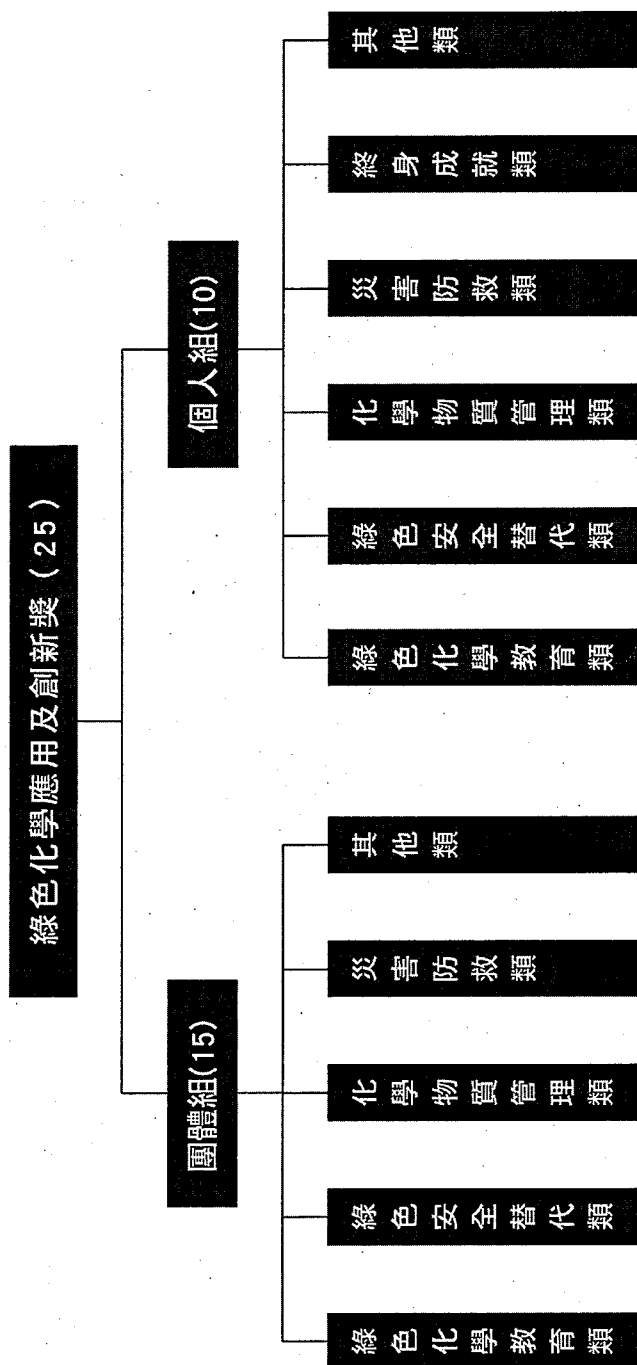 綠色化學應用及創新獎(25)
團體組(15)
個人組(10)
綠色化學教育類
綠色安全替代類
化學物質管理類
災害防救類
其他類
綠色化學教育類
綠色安全替代類
化學物質管理類
災害防救類
終身成就類
其他類